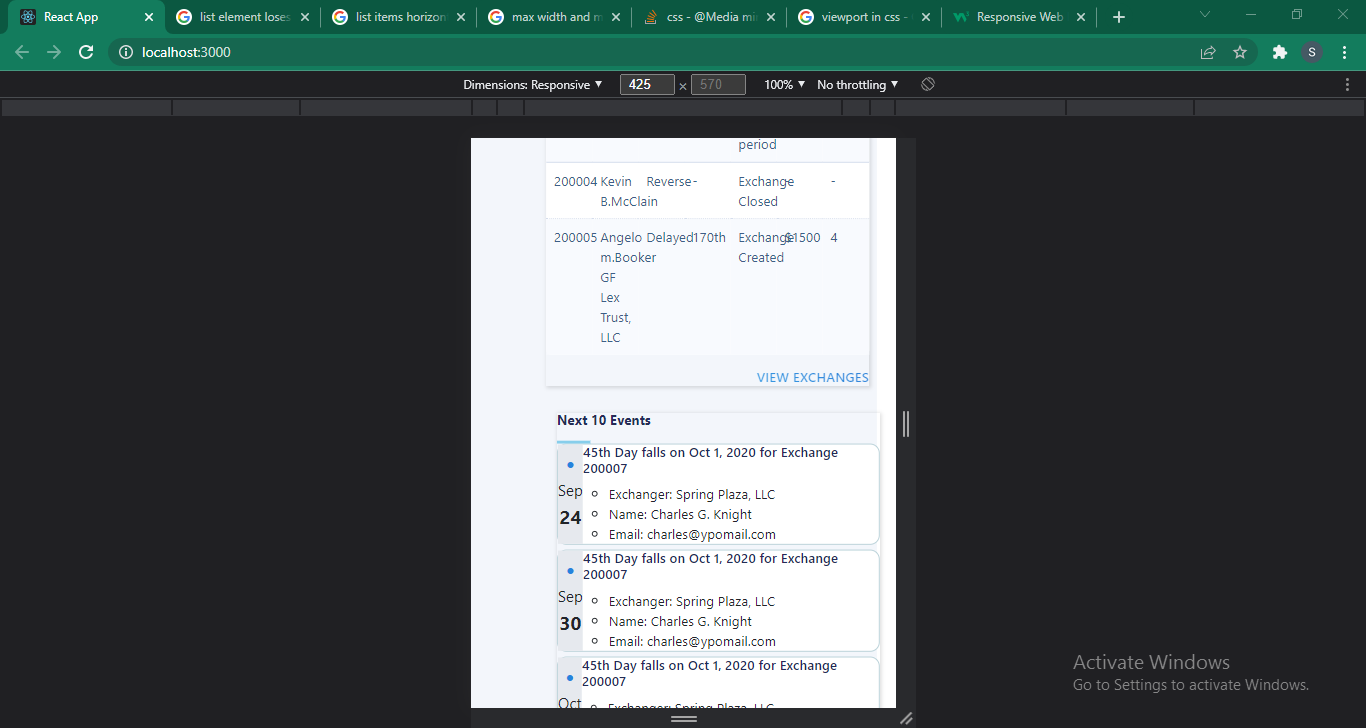 React App
list element loses
list items horizon
max width and m
css - @Media mi
viewport in css -
Responsive Web
localhost:3000
S
Dimensions: Responsive 425 × 570 100% No throttling
period
200004 Kevin Reverse - Exchange - -
B.McClain Closed
200005 Angelo Delayed 170th Exchange $1500 4
m.Booker Created
GF
Lex
Trust,
LLC
VIEW EXCHANGES
Next 10 Events
45th Day falls on Oct 1, 2020 for Exchange
200007
Sep
24
Exchanger: Spring Plaza, LLC
Name: Charles G. Knight
Email: charles@ypomail.com
45th Day falls on Oct 1, 2020 for Exchange
200007
Sep
30
Exchanger: Spring Plaza, LLC
Name: Charles G. Knight
Email: charles@ypomail.com
45th Day falls on Oct 1, 2020 for Exchange
200007
Oct
Exchanger: Spring Plaza, LLC
Activate Windows
Go to Settings to activate Windows.